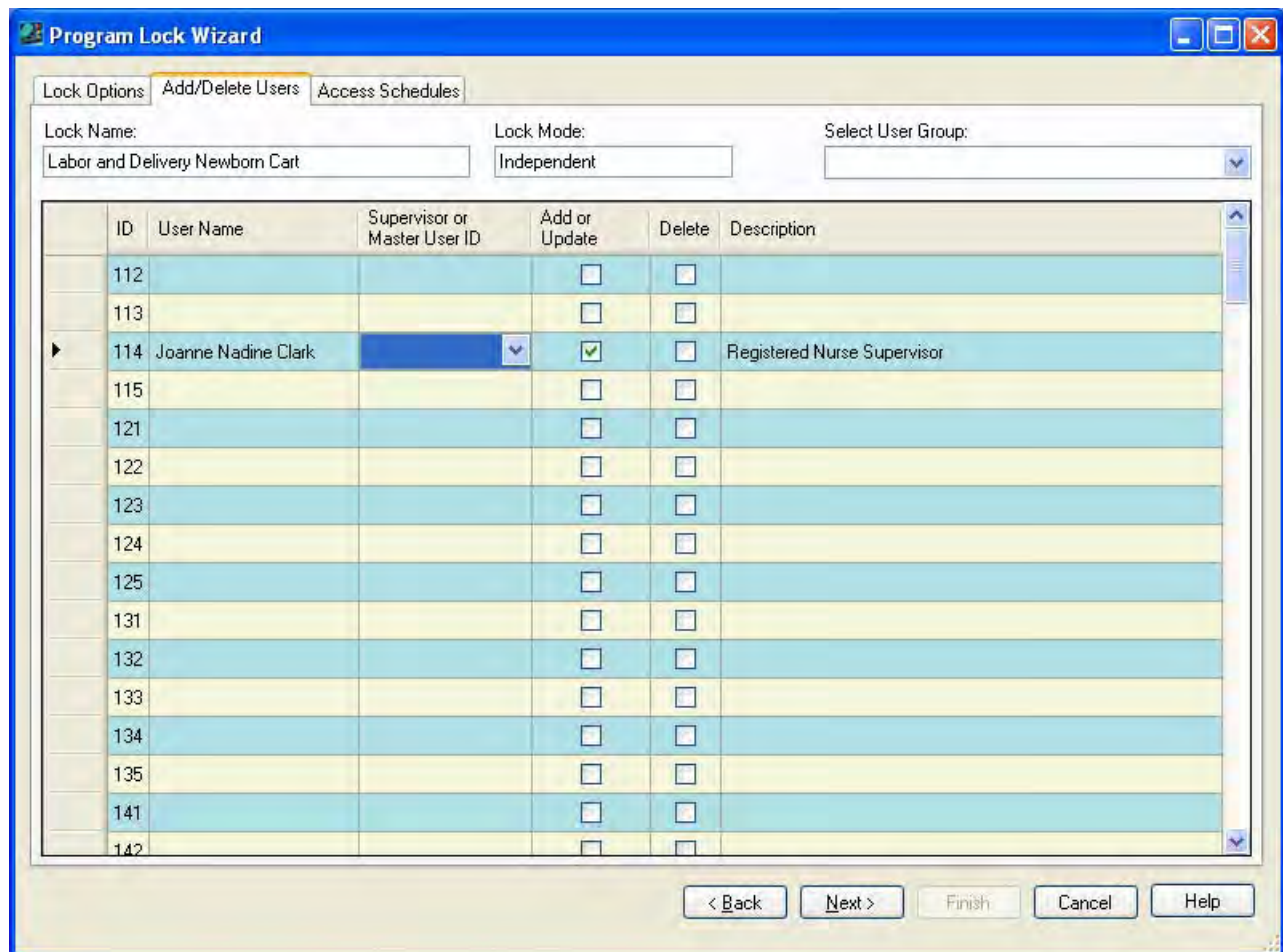 Program Lock Wizard
Lock Options Add/Delete Users Access Schedules
Lock Name: Lock Mode: Select User Group:
Labor and Delivery Newborn Cart Independent
ID User Name Supervisor or Master User ID Add or Update Delete Description
112
113
114 Joanne Nadine Clark Registered Nurse Supervisor
115
121
122
123
124
125
131
132
133
134
135
141
142
< Back Next > Finish Cancel Help